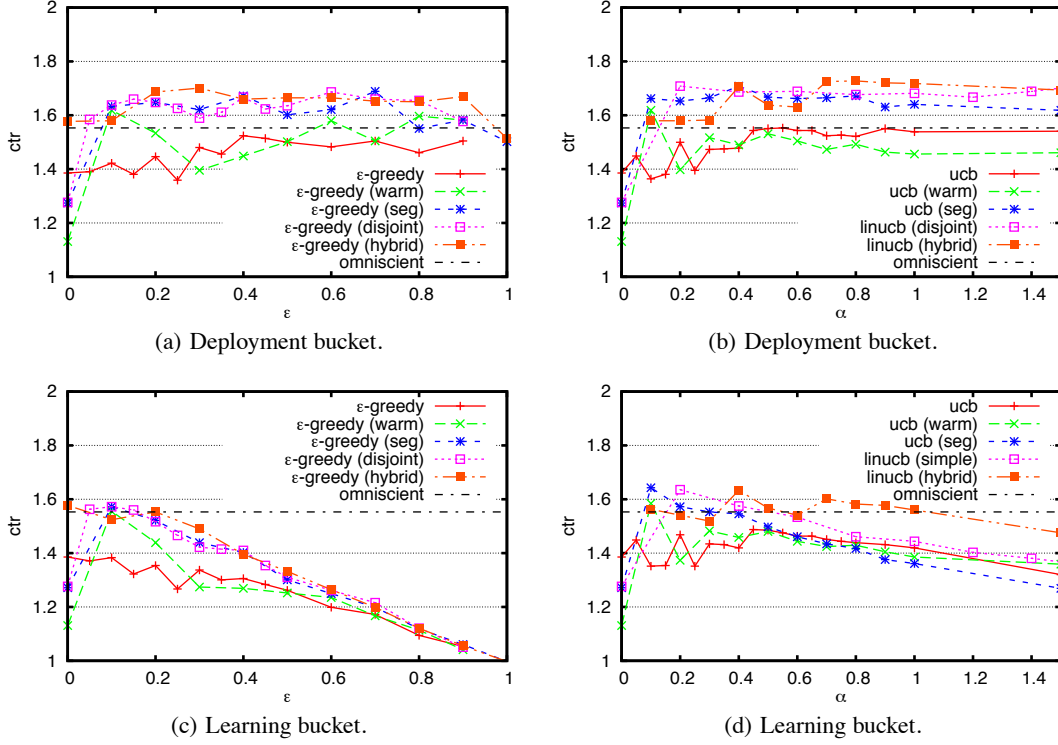 2
1.8
1.6
1.4
1.2
1
ctr
0 0.2 0.4 0.6 0.8 1
ε
ε-greedy
ε-greedy (warm)
ε-greedy (seg)
ε-greedy (disjoint)
ε-greedy (hybrid)
omniscient
(a) Deployment bucket.
2
1.8
1.6
1.4
1.2
1
ctr
0 0.2 0.4 0.6 0.8 1 1.2 1.4
α
ucb
ucb (warm)
ucb (seg)
linucb (disjoint)
linucb (hybrid)
omniscient
(b) Deployment bucket.
2
1.8
1.6
1.4
1.2
1
ctr
0 0.2 0.4 0.6 0.8 1
ε
ε-greedy
ε-greedy (warm)
ε-greedy (seg)
ε-greedy (disjoint)
ε-greedy (hybrid)
omniscient
(c) Learning bucket.
2
1.8
1.6
1.4
1.2
1
ctr
0 0.2 0.4 0.6 0.8 1 1.2 1.4
α
ucb
ucb (warm)
ucb (seg)
linucb (simple)
linucb (hybrid)
omniscient
(d) Learning bucket.